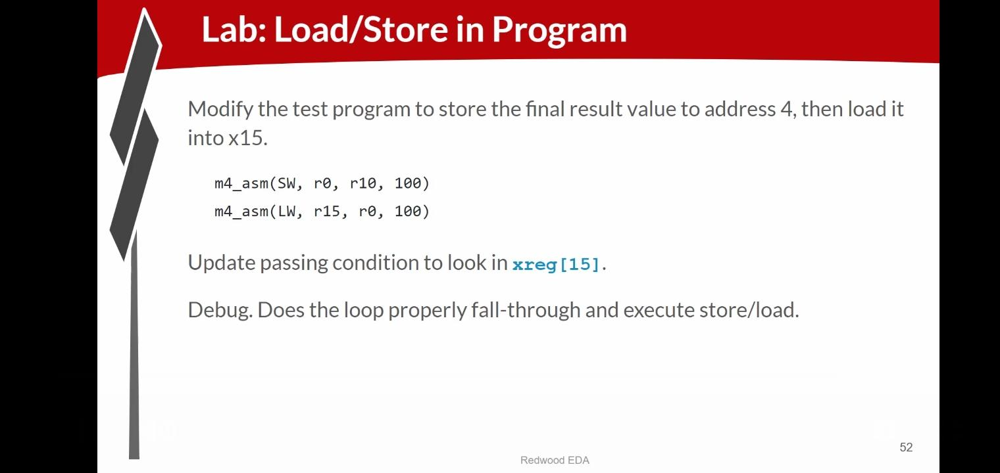 Lab: Load/Store in Program
Modify the test program to store the final result value to address 4, then load it
into x15.
m4_asm(SW, r0, r10, 100)
m4_asm(LW, r15, r0, 100)
Update passing condition to look in xreg[15].
Debug. Does the loop properly fall-through and execute store/load.
52
Redwood EDA